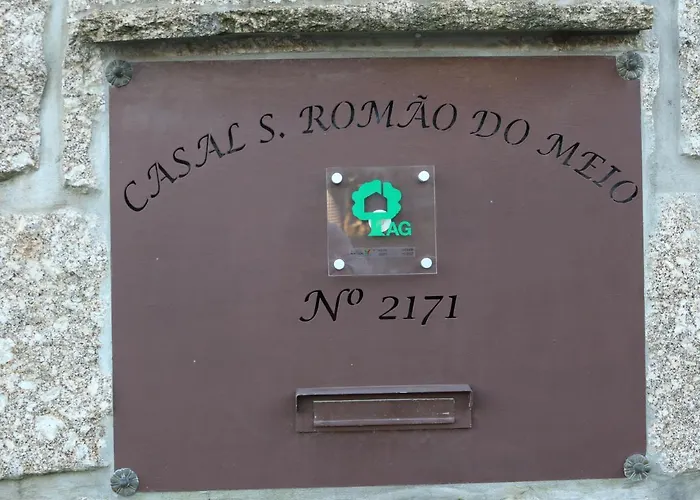 CASAL S. ROMÃO DO MEIO
AG
Nº 2171